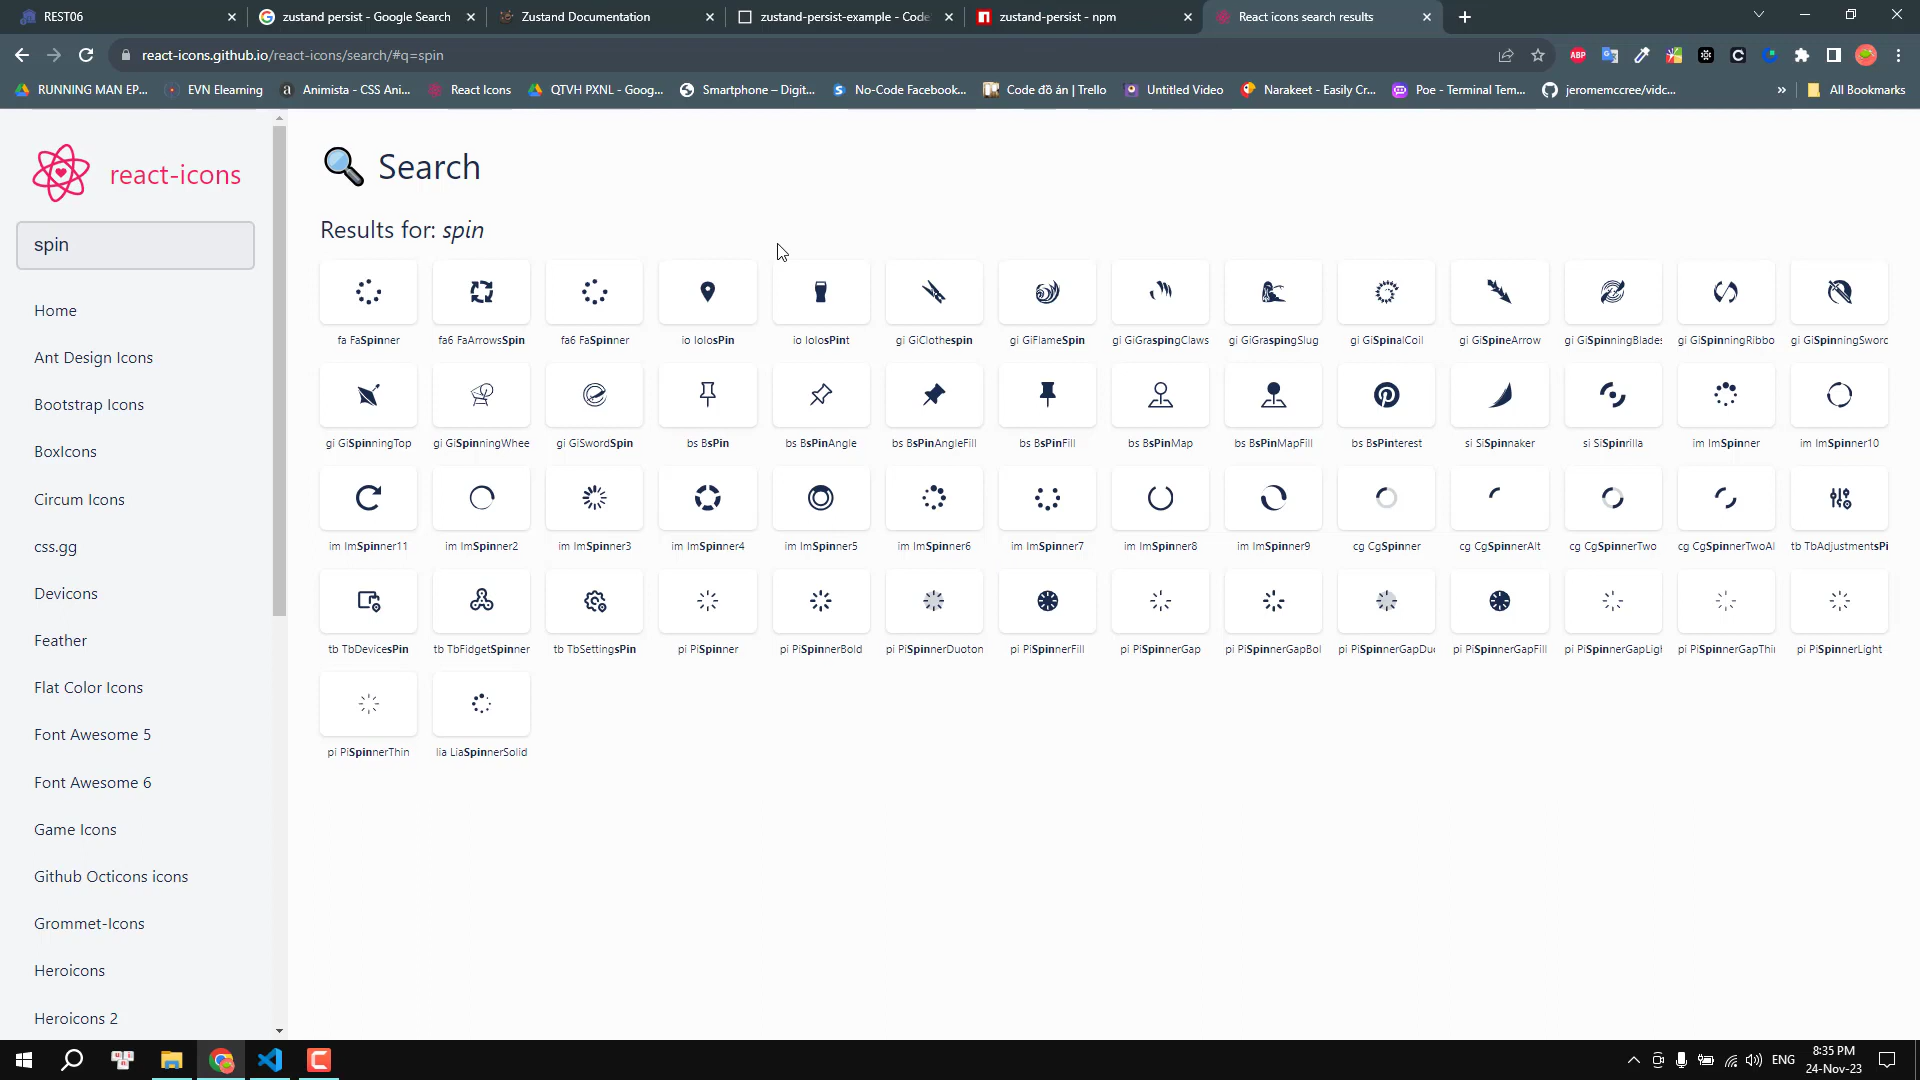 REST06
zustand persist - Google Search
Zustand Documentation
zustand-persist-example - Code
zustand-persist - npm
React icons search results
react-icons.github.io/react-icons/search/#q=spin
ABP
RUNNING MAN EP...
EVN Elearning
Animista - CSS Ani...
React Icons
QTVH PXNL - Goog...
Smartphone – Digit...
No-Code Facebook...
Code đồ án | Trello
Untitled Video
Narakeet - Easily Cr...
Poe - Terminal Tem...
jeromemccree/vidc...
»
All Bookmarks
react-icons
spin
Home
Ant Design Icons
Bootstrap Icons
BoxIcons
Circum Icons
css.gg
Devicons
Feather
Flat Color Icons
Font Awesome 5
Font Awesome 6
Game Icons
Github Octicons icons
Grommet-Icons
Heroicons
Heroicons 2
Search
Results for: spin
fa FaSpinner
fa6 FaArrowsSpin
fa6 FaSpinner
io IoIosPin
io IoIosPint
gi GiClothespin
gi GiFlameSpin
gi GiGraspingClaws
gi GiGraspingSlug
gi GiSpinalCoil
gi GiSpineArrow
gi GiSpinningBlades
gi GiSpinningRibbo
gi GiSpinningSword
gi GiSpinningTop
gi GiSpinningWhee
gi GiSwordSpin
bs BsPin
bs BsPinAngle
bs BsPinAngleFill
bs BsPinFill
bs BsPinMap
bs BsPinMapFill
bs BsPinterest
si SiSpinnaker
si SiSpinrilla
im ImSpinner
im ImSpinner10
im ImSpinner11
im ImSpinner2
im ImSpinner3
im ImSpinner4
im ImSpinner5
im ImSpinner6
im ImSpinner7
im ImSpinner8
im ImSpinner9
cg CgSpinner
cg CgSpinnerAlt
cg CgSpinnerTwo
cg CgSpinnerTwoAl
tb TbAdjustmentsPi
tb TbDevicesPin
tb TbFidgetSpinner
tb TbSettingsPin
pi PiSpinner
pi PiSpinnerBold
pi PiSpinnerDuoton
pi PiSpinnerFill
pi PiSpinnerGap
pi PiSpinnerGapBol
pi PiSpinnerGapDu
pi PiSpinnerGapFill
pi PiSpinnerGapLigh
pi PiSpinnerGapThi
pi PiSpinnerLight
pi PiSpinnerThin
lia LiaSpinnerSolid
ENG
8:35 PM
24-Nov-23